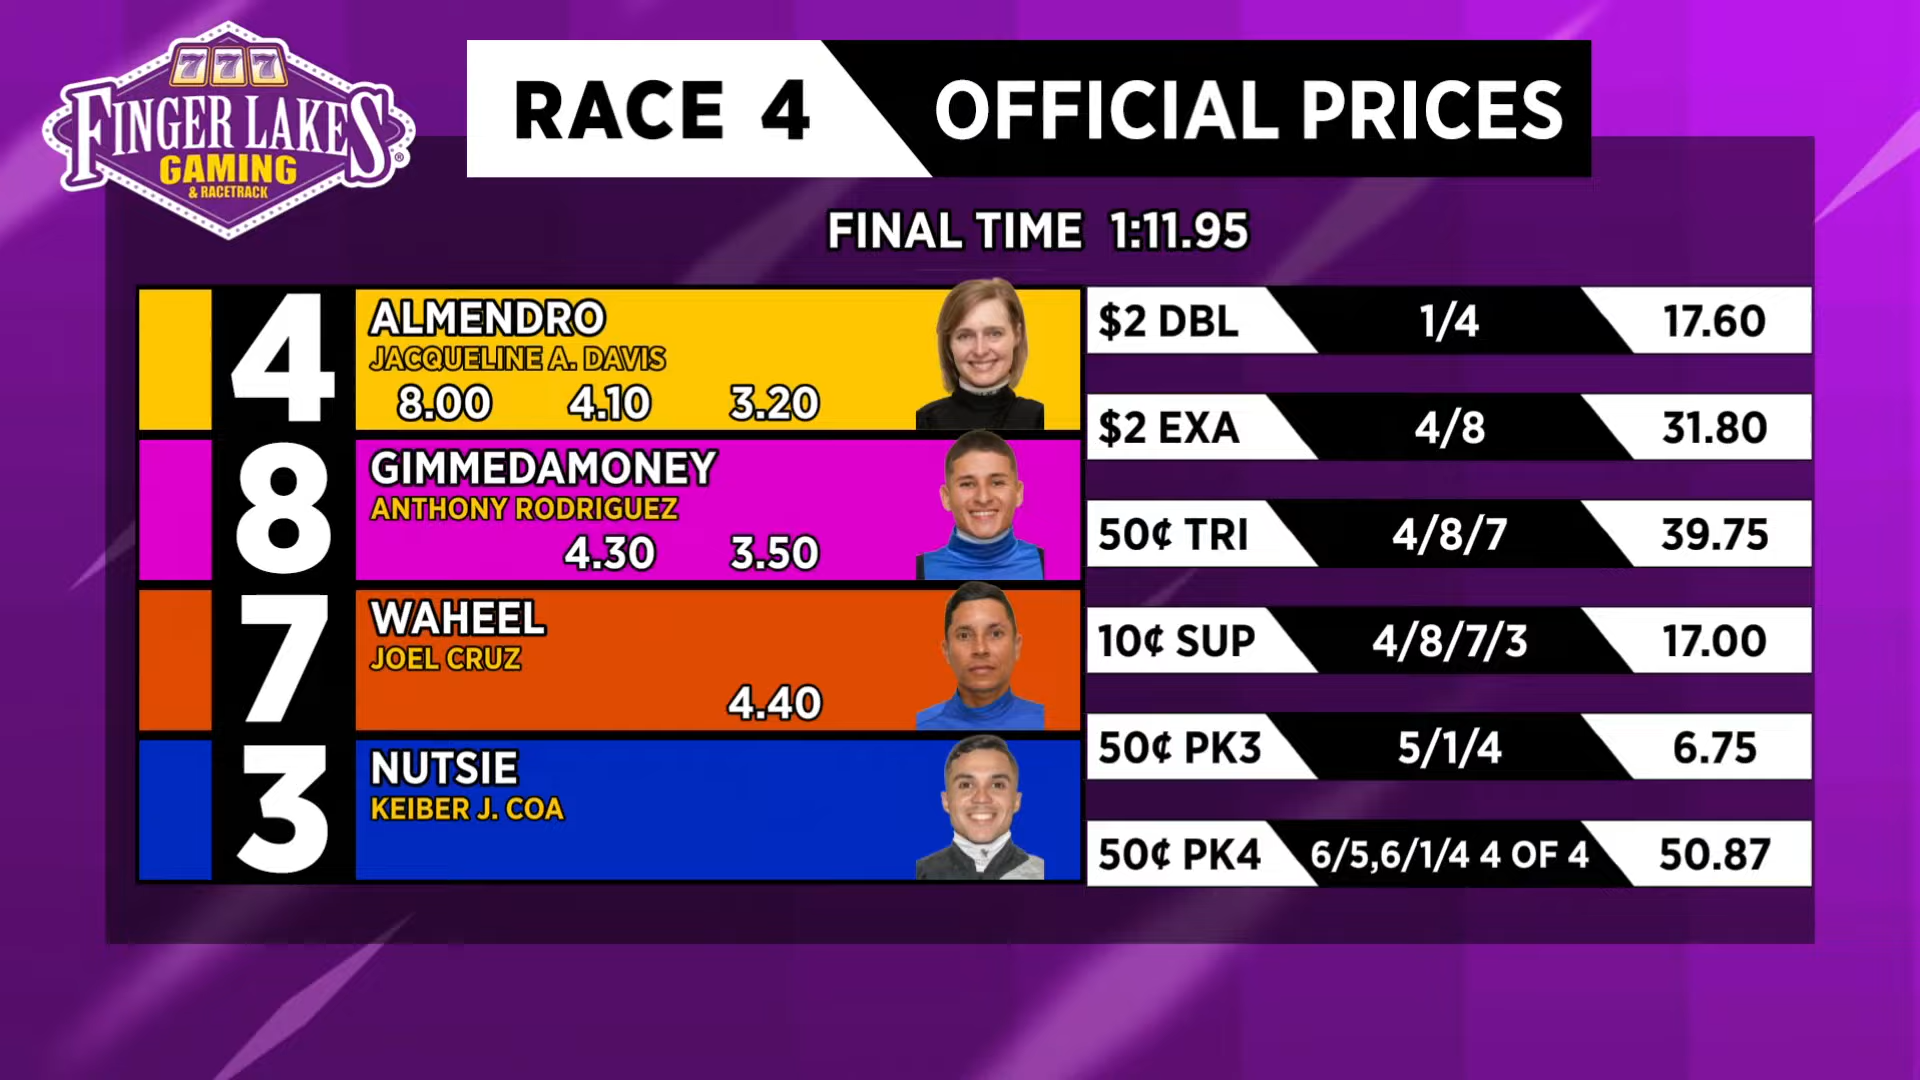 777
FINGER LAKES®
GAMING
& RACETRACK
RACE 4
OFFICIAL PRICES
FINAL TIME 1:11.95
4
ALMENDRO
JACQUELINE A. DAVIS
8.00 4.10 3.20
8
GIMMEDAMONEY
ANTHONY RODRIGUEZ
4.30 3.50
7
WAHEEL
JOEL CRUZ
4.40
3
NUTSIE
KEIBER J. COA
$2 DBL 1/4 17.60
$2 EXA 4/8 31.80
50¢ TRI 4/8/7 39.75
10¢ SUP 4/8/7/3 17.00
50¢ PK3 5/1/4 6.75
50¢ PK4 6/5,6/1/4 4 OF 4 50.87